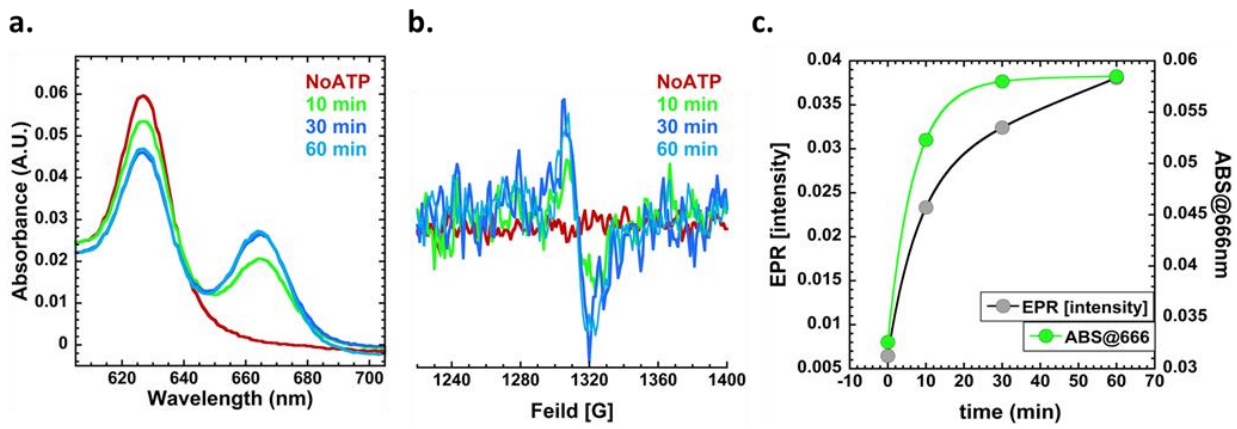 a.
Absorbance (A.U.)
0.06
0.05
0.04
0.03
0.02
0.01
0
NoATP
10 min
30 min
60 min
620
640
660
680
700
Wavelength (nm)
b.
NoATP
10 min
30 min
60 min
1240
1280
1320
1360
1400
Feild [G]
c.
EPR [intensity]
0.04
0.035
0.03
0.025
0.02
0.015
0.01
0.005
EPR [intensity]
ABS@666
0.06
0.055
0.05
0.045
0.04
0.035
0.03
ABS@666nm
-10
0
10
20
30
40
50
60
70
time (min)